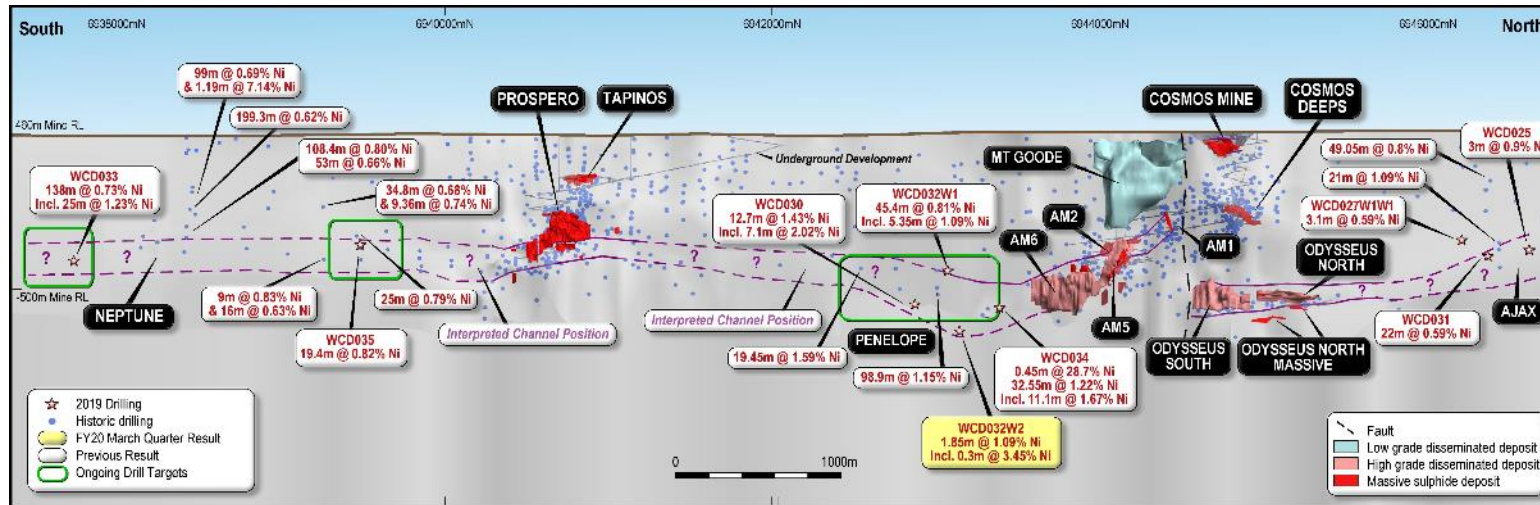 South
6938000mN
6940000mN
6942000mN
6944000mN
6946000mN
North
99m @ 0.69% Ni
& 1.19m @ 7.14% Ni
199.3m @ 0.62% Ni
108.4m @ 0.80% Ni
53m @ 0.66% Ni
PROSPERO
TAPINOS
COSMOS MINE
COSMOS
DEEPS
WCD025
3m @ 0.9% N
460m Mine RL
Underground Development
MT GOODE
49.05m @ 0.8% Ni
21m @ 1.09% Ni
WCD033
138m @ 0.73% Ni
Incl. 25m @ 1.23% Ni
34.8m @ 0.68% Ni
& 9.36m @ 0.74% Ni
WCD030
12.7m @ 1.43% Ni
Incl. 7.1m @ 2.02% Ni
WCD032W1
45.4m @ 0.81% Ni
Incl. 5.35m @ 1.09% Ni
AM2
AM6
AM1
WCD027W1W1
3.1m @ 0.59% Ni
ODYSSEUS
NORTH
?
?
?
?
?
?
?
?
-500m Mine RL
NEPTUNE
9m @ 0.83% Ni
& 16m @ 0.63% Ni
25m @ 0.79% Ni
WCD035
19.4m @ 0.82% Ni
Interpreted Channel Position
Interpreted Channel Position
19.45m @ 1.59% Ni
PENELOPE
98.9m @ 1.15% Ni
WCD034
0.45m @ 28.7% Ni
32.55m @ 1.22% Ni
Incl. 11.1m @ 1.67% Ni
AM5
ODYSSEUS
SOUTH
ODYSSEUS NORTH
MASSIVE
WCD031
22m @ 0.59% Ni
AJAX
WCD032W2
1.85m @ 1.09% Ni
Incl. 0.3m @ 3.45% Ni
2019 Drilling
Historic drilling
FY20 March Quarter Result
Previous Result
Ongoing Drill Targets
0
1000m
Fault
Low grade disseminated deposit
High grade disseminated deposit
Massive sulphide deposit